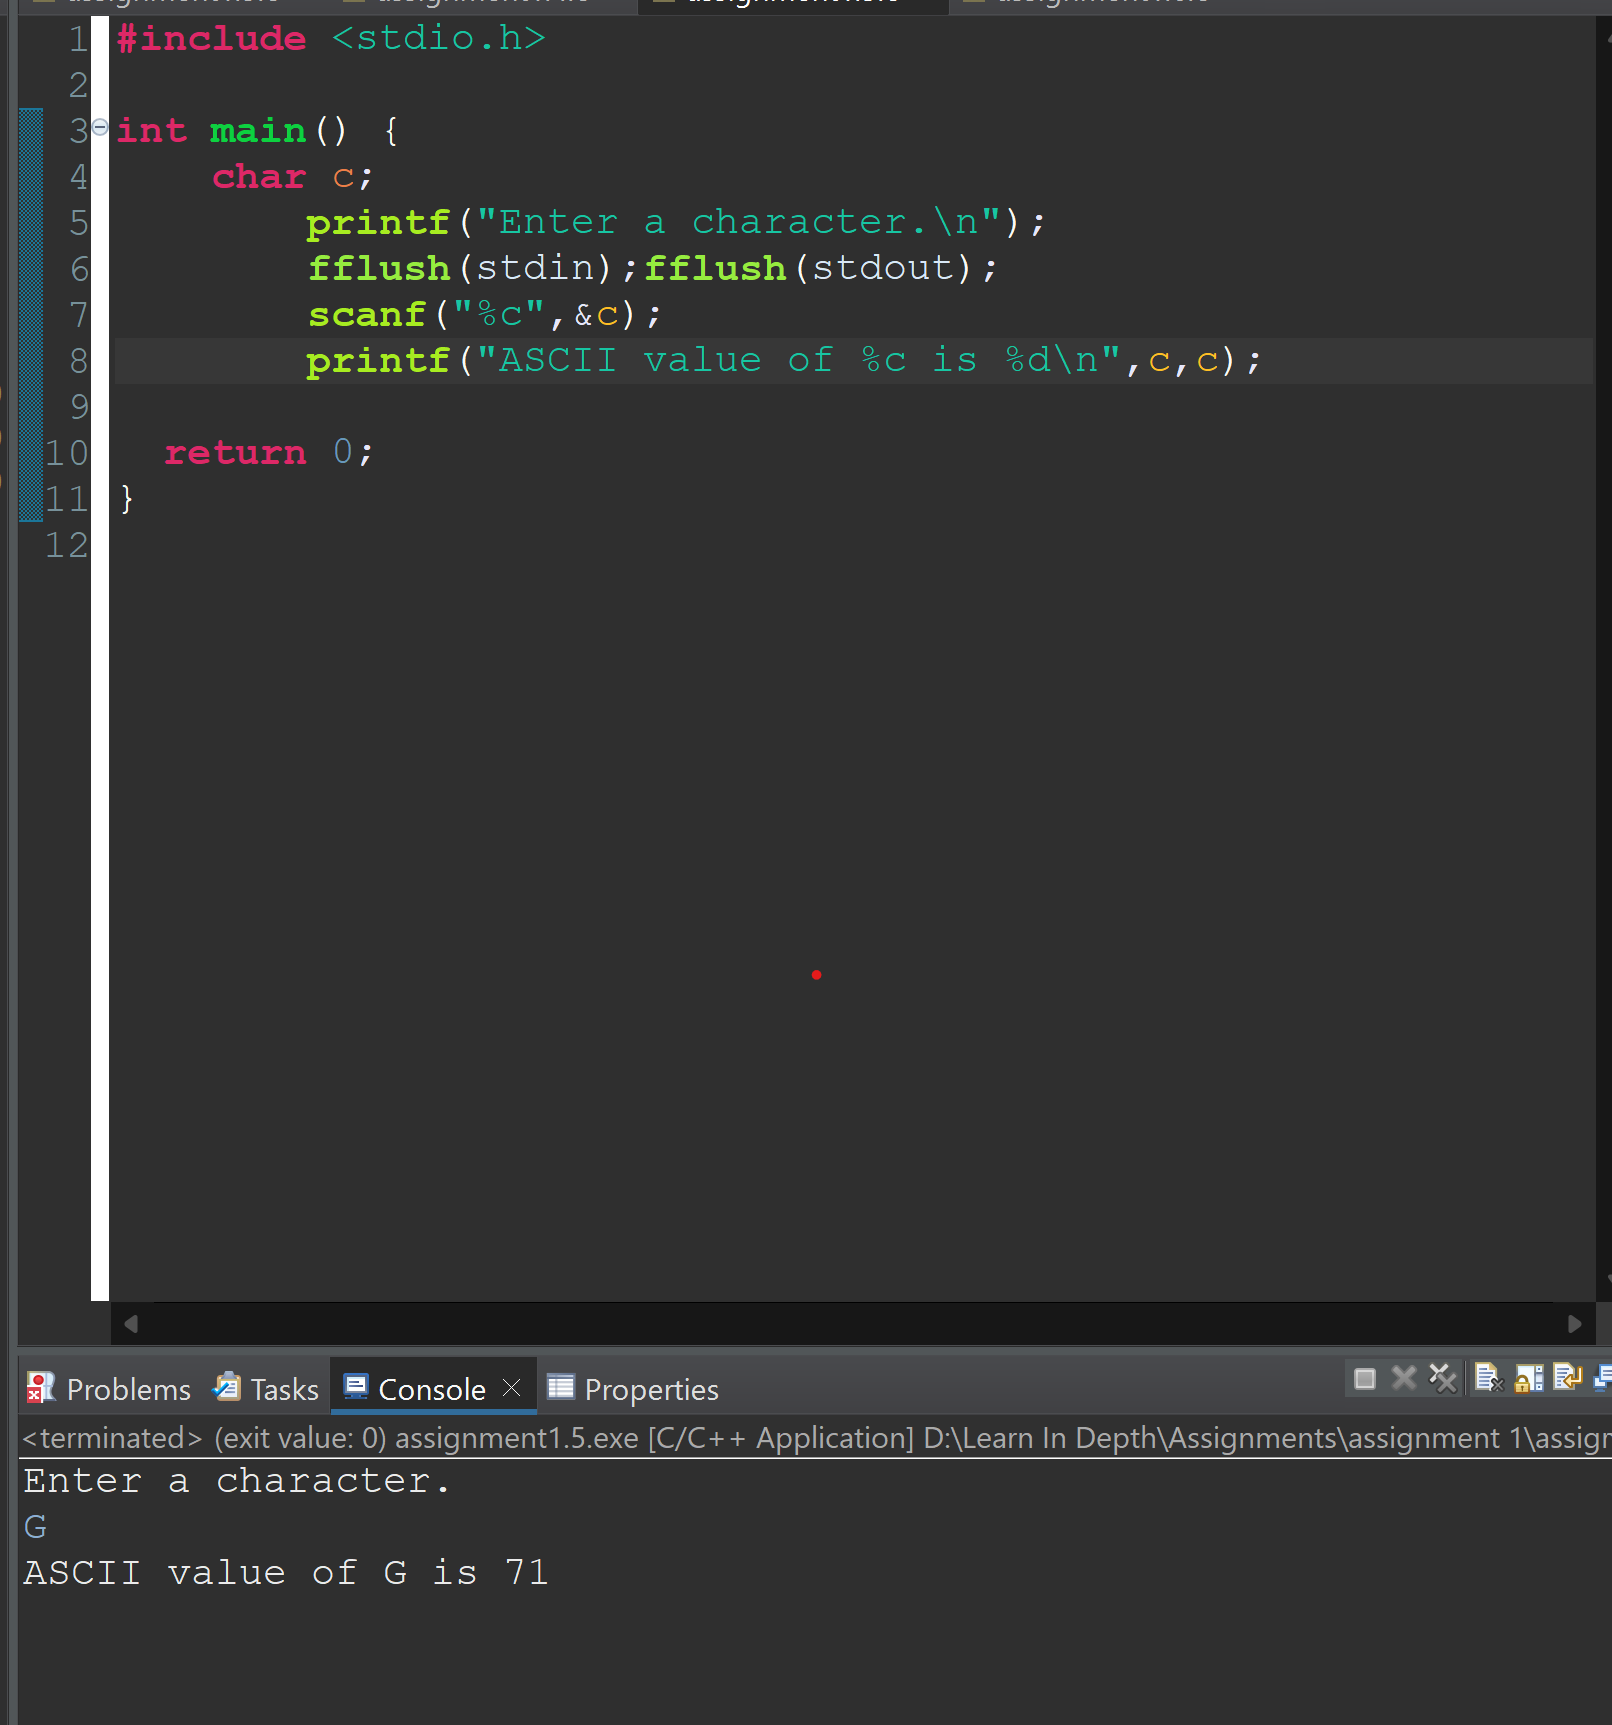 1 #include <stdio.h>
2
3 int main() {
4 char c;
5 printf("Enter a character.\n");
6 fflush(stdin);fflush(stdout);
7 scanf("%c",&c);
8 printf("ASCII value of %c is %d\n",c,c);
9
10 return 0;
11 }
12
Problems Tasks Console Properties
<terminated> (exit value: 0) assignment1.5.exe [C/C++ Application] D:\Learn In Depth\Assignments\assignment 1\assign
Enter a character.
G
ASCII value of G is 71